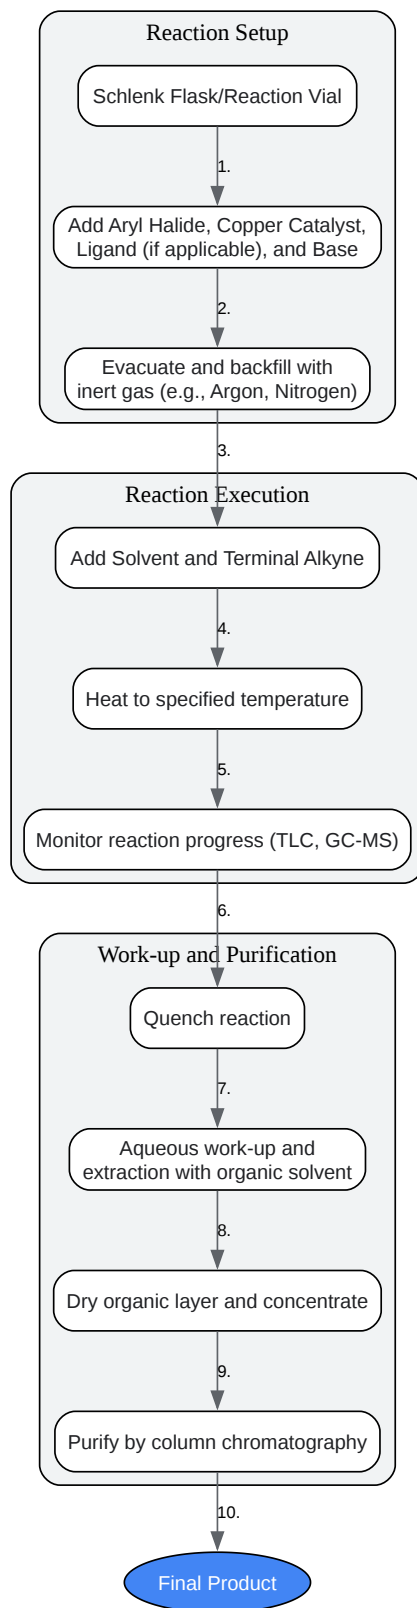 Reaction Setup
Schlenk Flask/Reaction Vial
1.
Add Aryl Halide, Copper Catalyst,
Ligand (if applicable), and Base
2.
Evacuate and backfill with
inert gas (e.g., Argon, Nitrogen)
3.
Reaction Execution
Add Solvent and Terminal Alkyne
4.
Heat to specified temperature
5.
Monitor reaction progress (TLC, GC-MS)
6.
Work-up and Purification
Quench reaction
7.
Aqueous work-up and
extraction with organic solvent
8.
Dry organic layer and concentrate
9.
Purify by column chromatography
10.
Final Product